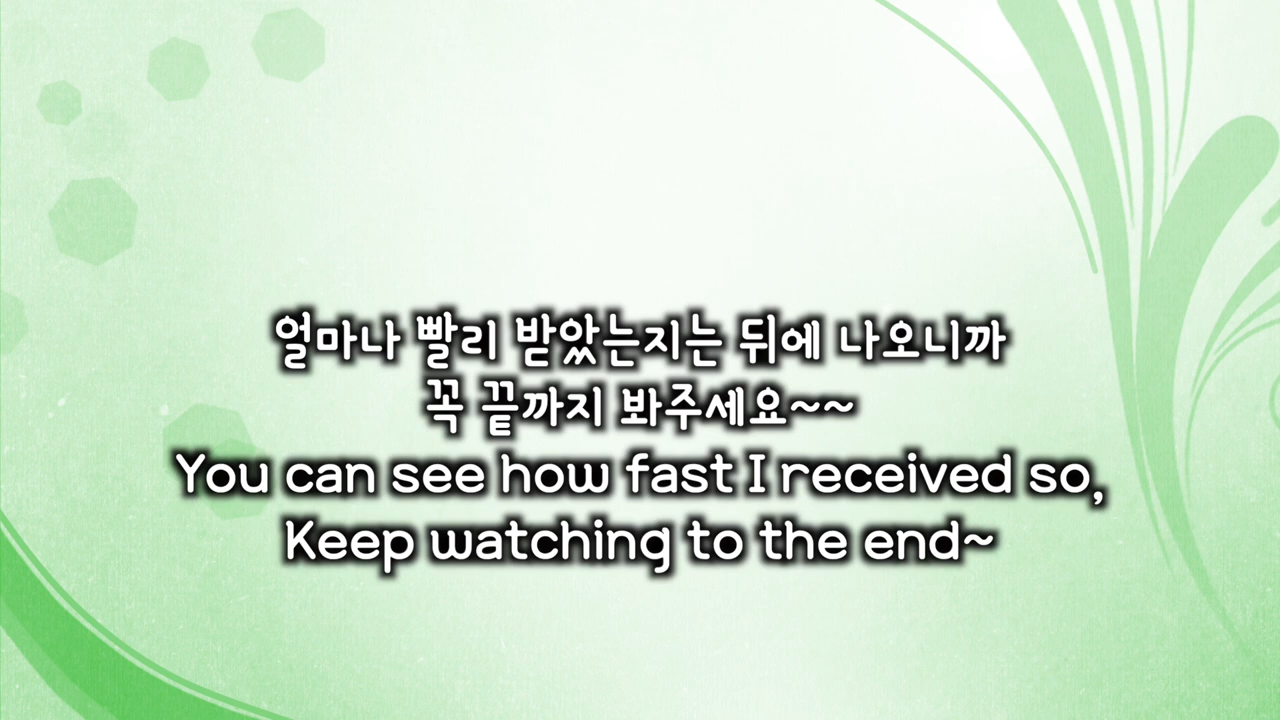 얼마나 빨리 받았는지는 뒤에 나오니까
꼭 끝까지 봐주세요~~
You can see how fast I received so,
Keep watching to the end~